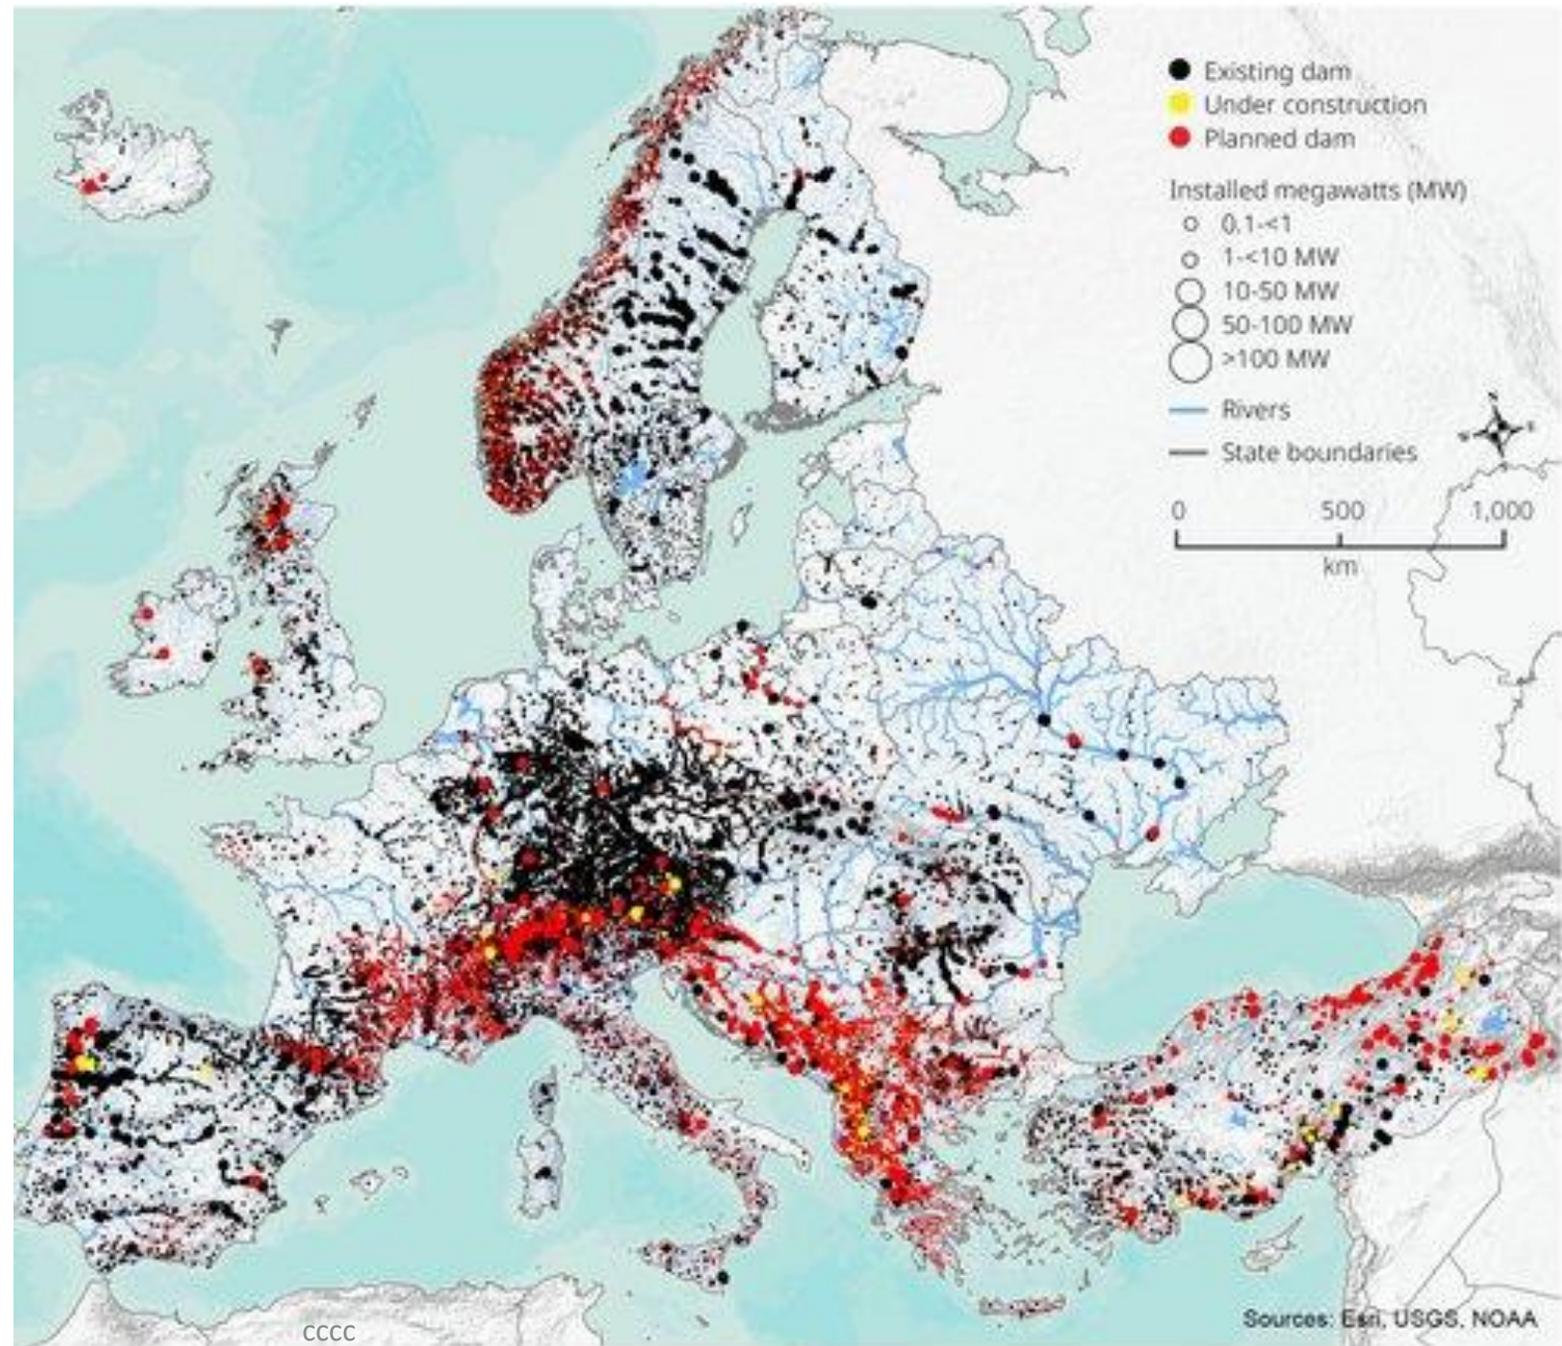 Existing dam
Under construction
Planned dam
Installed megawatts (MW)
0.1-<1
1-<10 MW
10-50 MW
50-100 MW
>100 MW
Rivers
State boundaries
0 500 1,000
km
Sources: Esri, USGS, NOAA
cccc